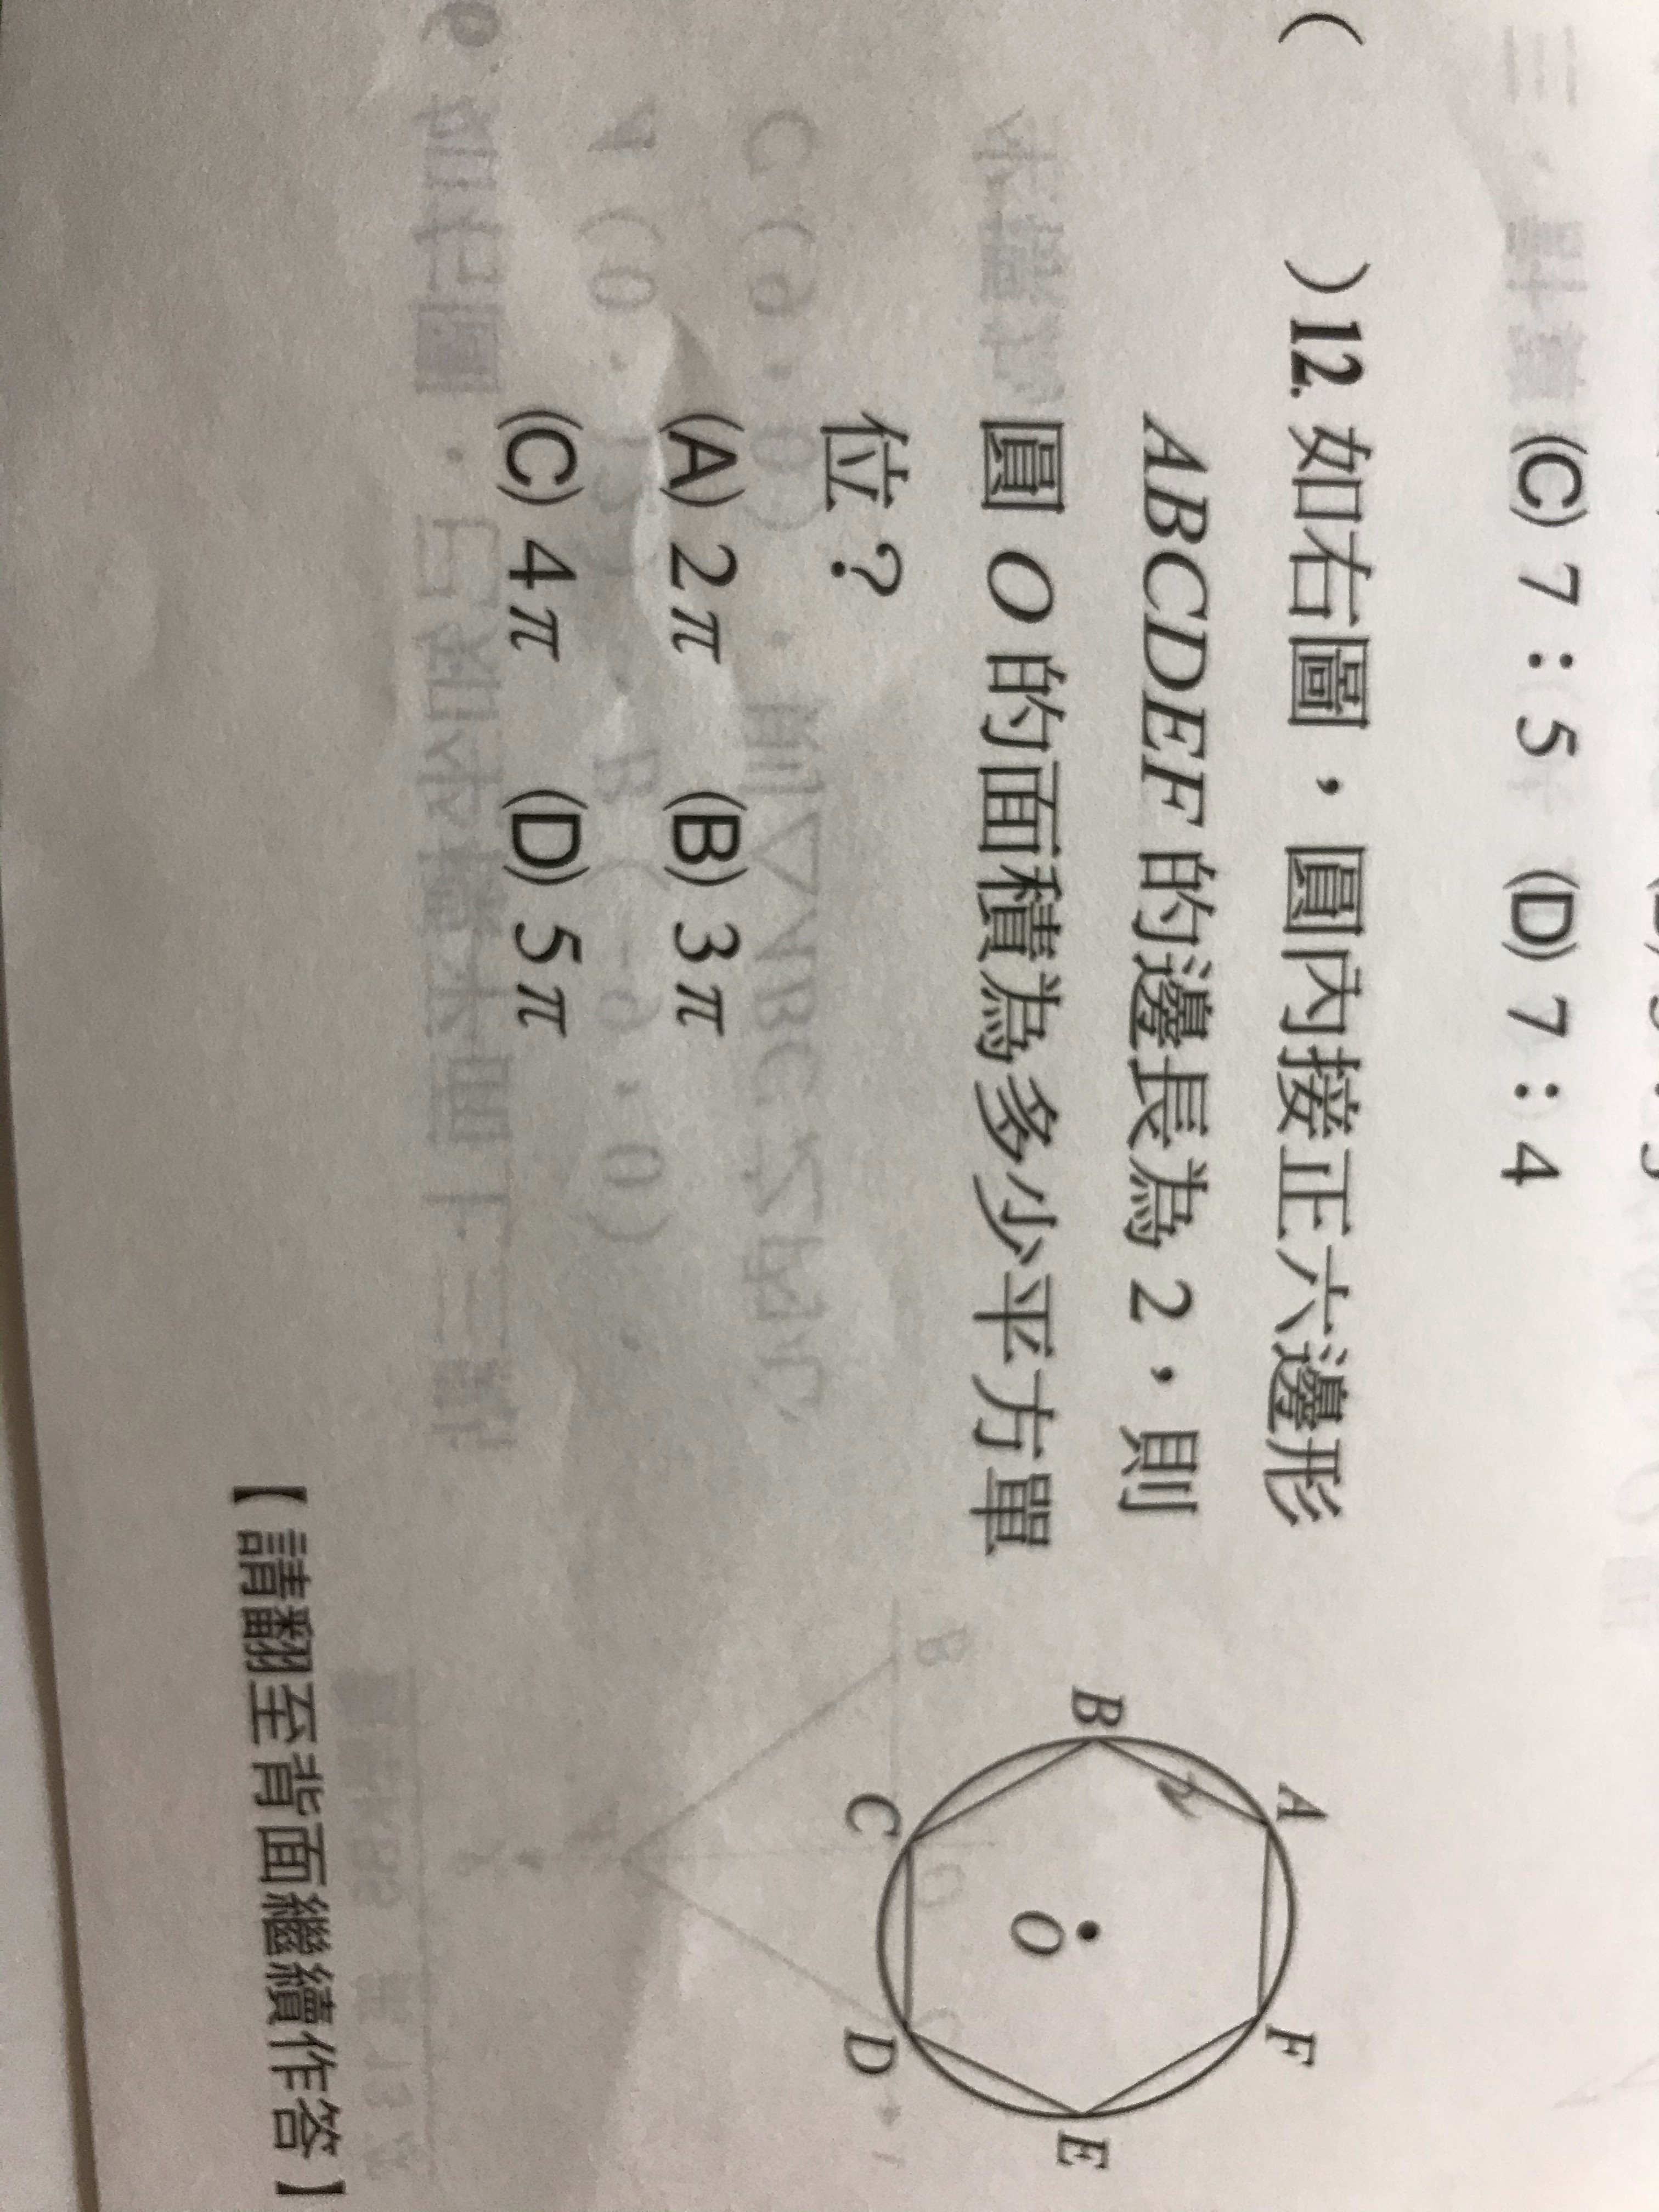 (C) 7：5 (D) 7：4
(　　)12. 如右圖，圓內接正六邊形
ABCDEF 的邊長為 2，則
圓 O 的面積為多少平方單
位？
(A) 2π (B) 3π
(C) 4π (D) 5π
A F
B 2 O E
C D
【請翻至背面繼續作答】